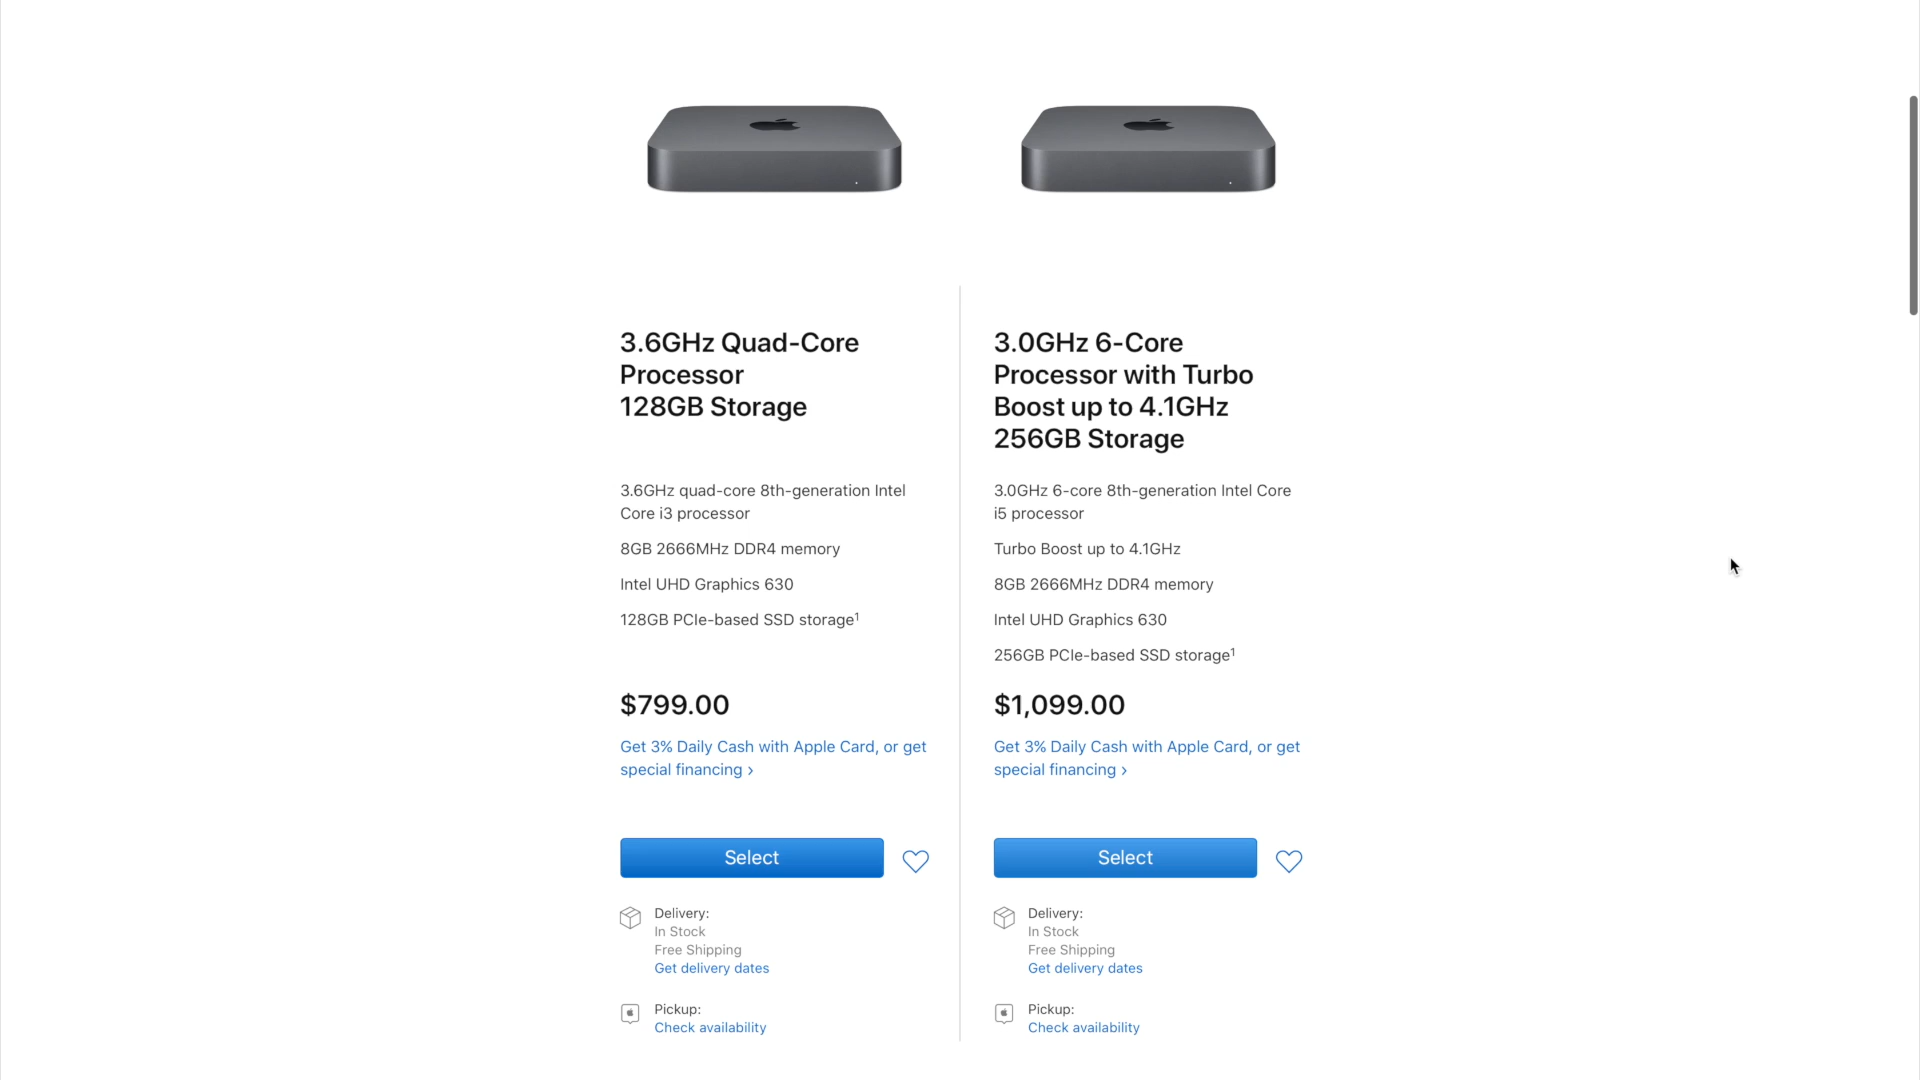 3.6GHz Quad-Core
Processor
128GB Storage
3.6GHz quad-core 8th-generation Intel
Core i3 processor
8GB 2666MHz DDR4 memory
Intel UHD Graphics 630
128GB PCIe-based SSD storage¹
$799.00
Get 3% Daily Cash with Apple Card, or get
special financing ›
Select
Delivery:
In Stock
Free Shipping
Get delivery dates
Pickup:
Check availability
3.0GHz 6-Core
Processor with Turbo
Boost up to 4.1GHz
256GB Storage
3.0GHz 6-core 8th-generation Intel Core
i5 processor
Turbo Boost up to 4.1GHz
8GB 2666MHz DDR4 memory
Intel UHD Graphics 630
256GB PCIe-based SSD storage¹
$1,099.00
Get 3% Daily Cash with Apple Card, or get
special financing ›
Select
Delivery:
In Stock
Free Shipping
Get delivery dates
Pickup:
Check availability